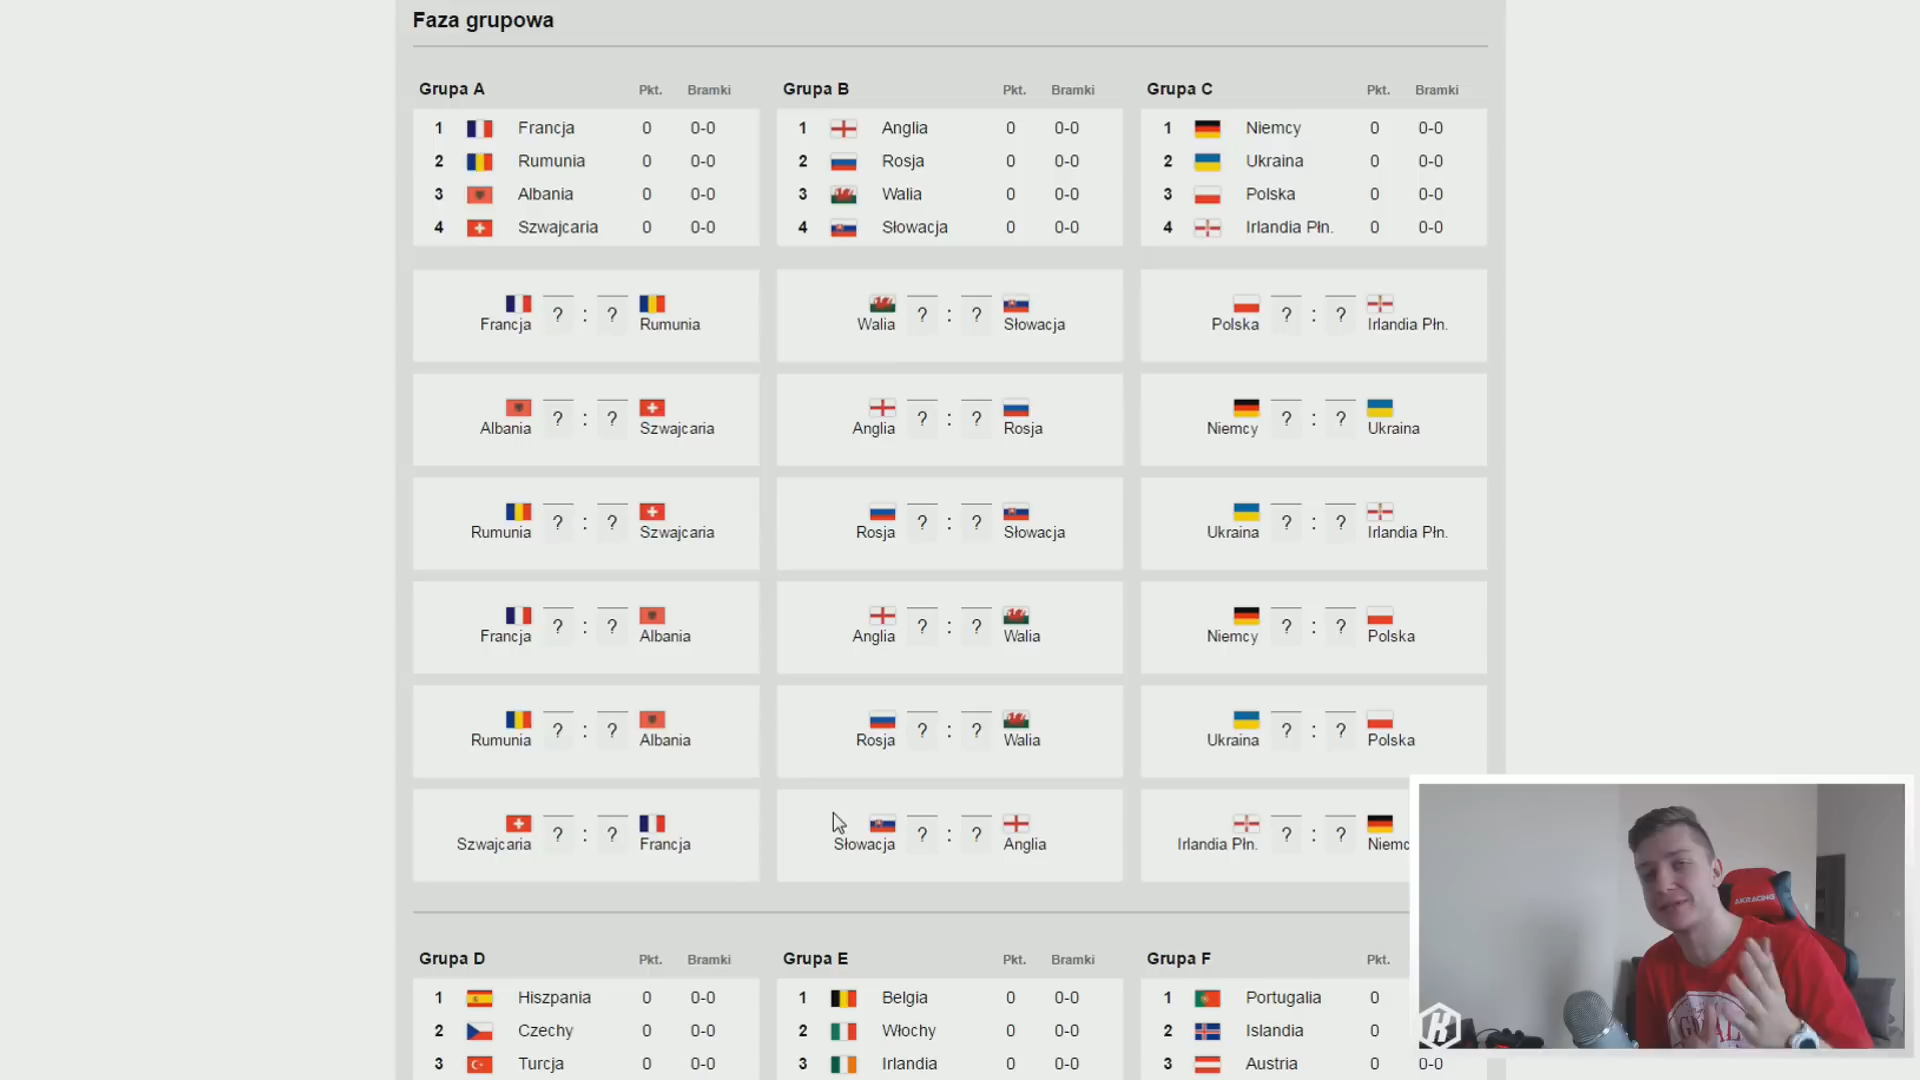 Faza grupowa
Grupa A Pkt. Bramki
1 Francja 0 0-0
2 Rumunia 0 0-0
3 Albania 0 0-0
4 Szwajcaria 0 0-0
Francja ? : ? Rumunia
Albania ? : ? Szwajcaria
Rumunia ? : ? Szwajcaria
Francja ? : ? Albania
Rumunia ? : ? Albania
Szwajcaria ? : ? Francja
Grupa B Pkt. Bramki
1 Anglia 0 0-0
2 Rosja 0 0-0
3 Walia 0 0-0
4 Słowacja 0 0-0
Walia ? : ? Słowacja
Anglia ? : ? Rosja
Rosja ? : ? Słowacja
Anglia ? : ? Walia
Rosja ? : ? Walia
Słowacja ? : ? Anglia
Grupa C Pkt. Bramki
1 Niemcy 0 0-0
2 Ukraina 0 0-0
3 Polska 0 0-0
4 Irlandia Płn. 0 0-0
Polska ? : ? Irlandia Płn.
Niemcy ? : ? Ukraina
Ukraina ? : ? Irlandia Płn.
Niemcy ? : ? Polska
Ukraina ? : ? Polska
Irlandia Płn. ? : ? Niemc
Grupa D Pkt. Bramki
1 Hiszpania 0 0-0
2 Czechy 0 0-0
3 Turcja 0 0-0
Grupa E Pkt. Bramki
1 Belgia 0 0-0
2 Włochy 0 0-0
3 Irlandia 0 0-0
Grupa F Pkt.
1 Portugalia 0
2 Islandia 0
3 Austria 0 0-0
AKRACING
K